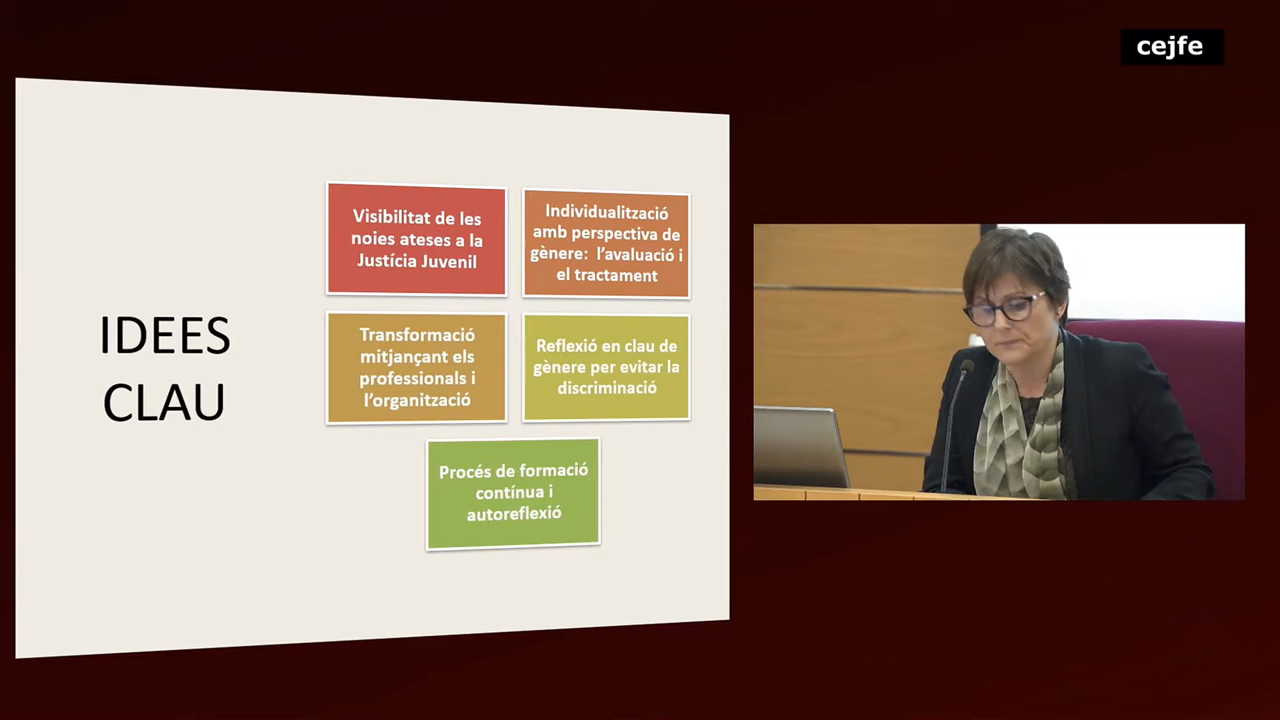 cejfe
IDEES
CLAU
Visibilitat de les
noies ateses a la
Justícia Juvenil
Individualització
amb perspectiva de
gènere:  l’avaluació i
el tractament
Transformació
mitjançant els
professionals i
l’organització
Reflexió en clau de
gènere per evitar la
discriminació
Procés de formació
contínua i
autoreflexió